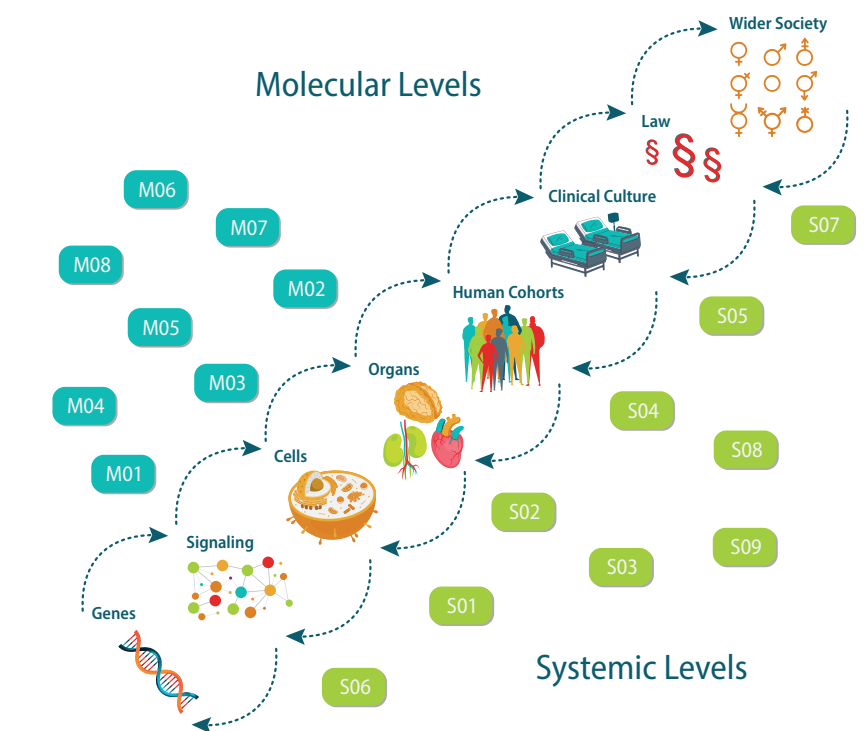 Wider Society
Molecular Levels
Law
§ § §
M06
Clinical Culture
M07
S07
M08
M02
Human Cohorts
S05
M05
Organs
M03
M04
S04
S08
Cells
M01
S02
Signaling
S09
S03
Genes
S01
Systemic Levels
S06